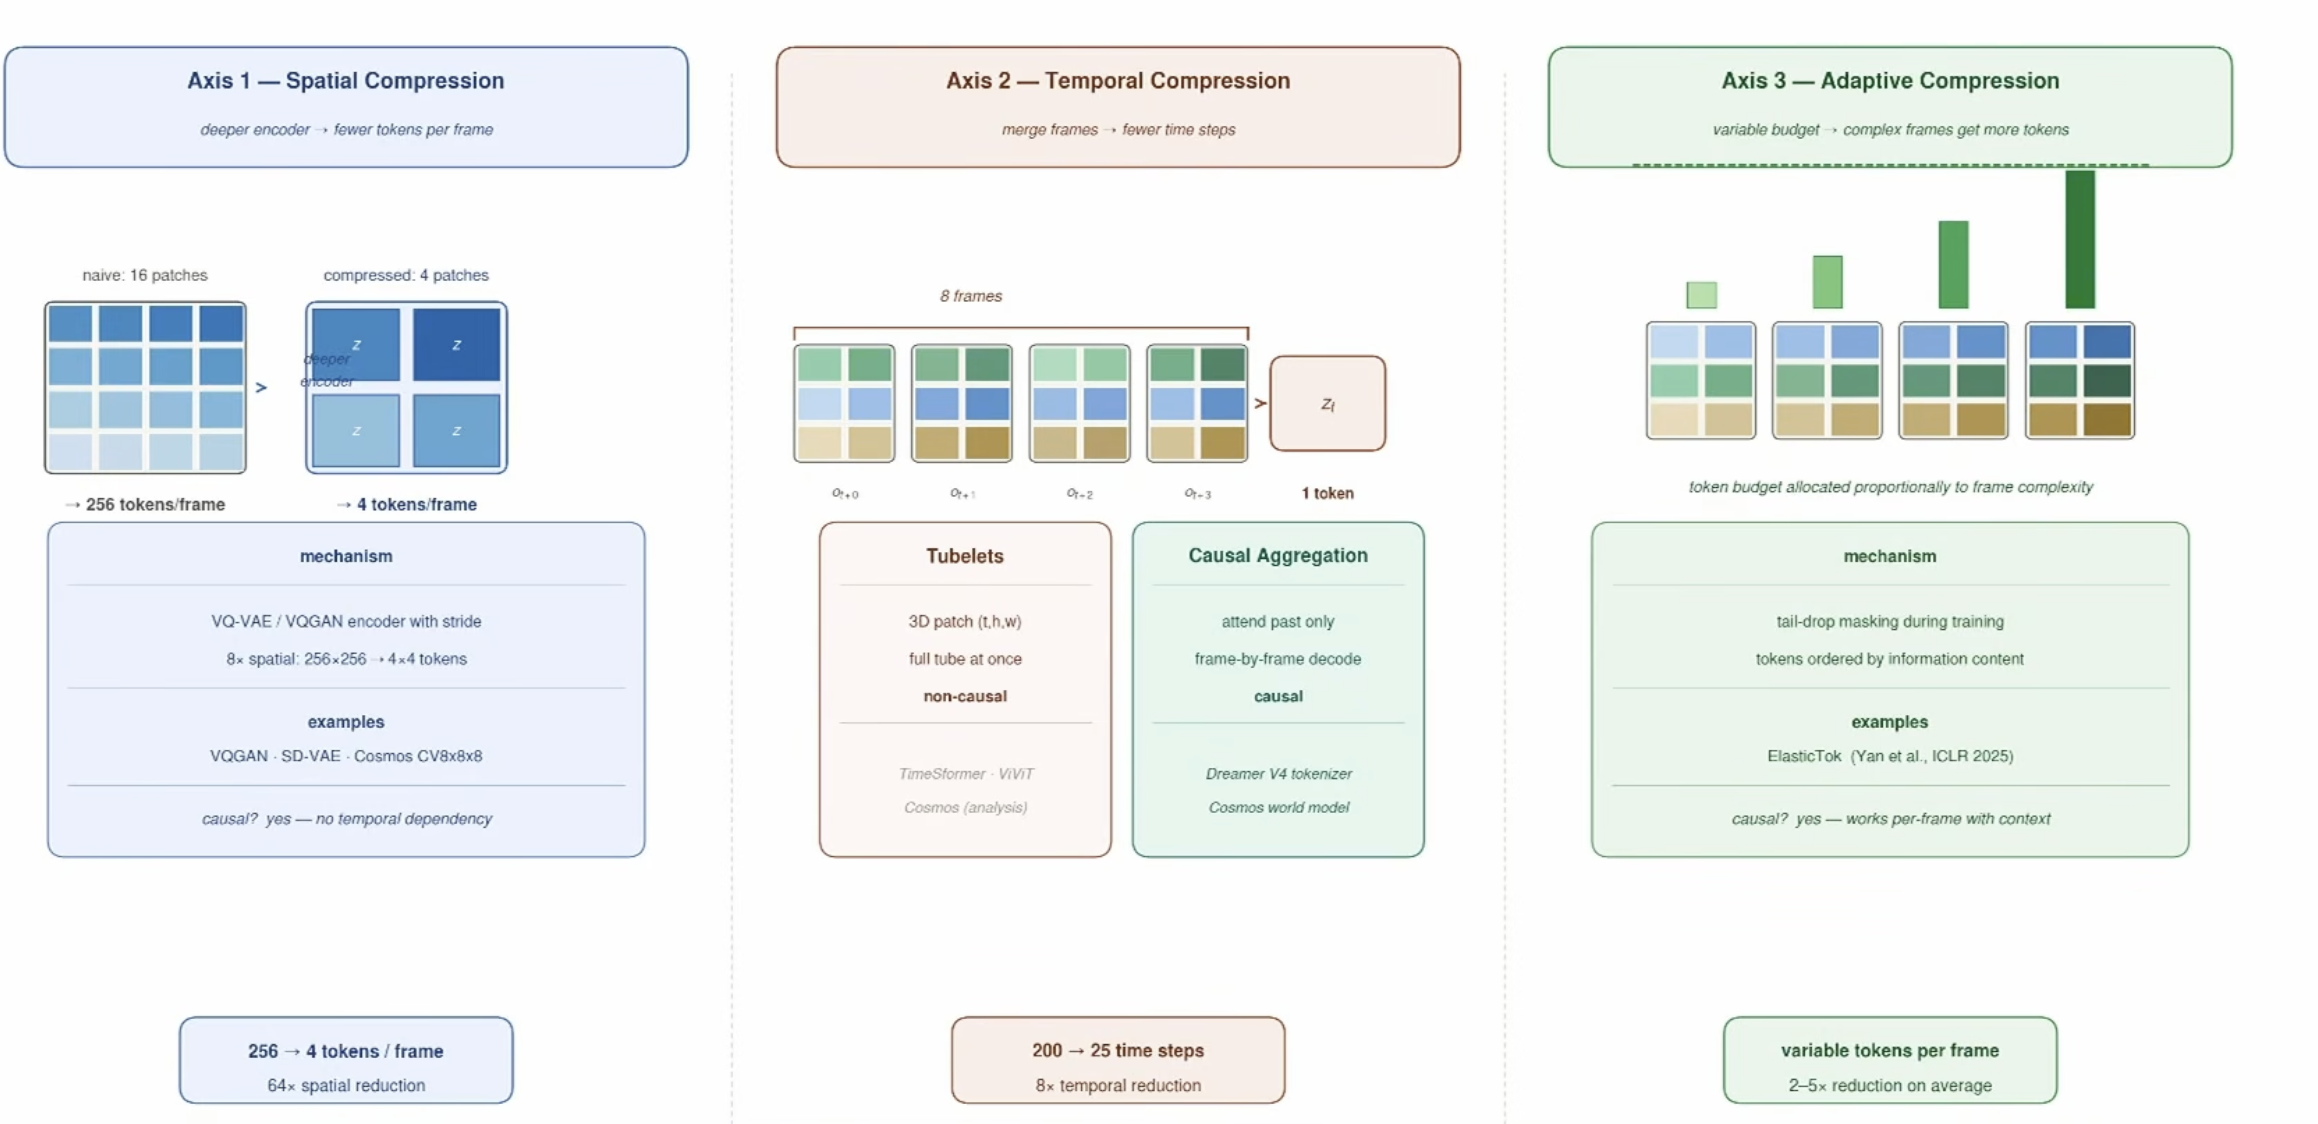 Axis 1 — Spatial Compression
deeper encoder → fewer tokens per frame
naive: 16 patches
compressed: 4 patches
z
z
deeper
encoder
>
z
z
→ 256 tokens/frame
→ 4 tokens/frame
mechanism
VQ-VAE / VQGAN encoder with stride
8× spatial: 256×256 → 4×4 tokens
examples
VQGAN · SD-VAE · Cosmos CV8x8x8
causal? yes — no temporal dependency
256 → 4 tokens / frame
64× spatial reduction
Axis 2 — Temporal Compression
merge frames → fewer time steps
8 frames
>
1 token
Tubelets
3D patch (t,h,w)
full tube at once
non-causal
TimeSformer · ViViT
Cosmos (analysis)
Causal Aggregation
attend past only
frame-by-frame decode
causal
Dreamer V4 tokenizer
Cosmos world model
200 → 25 time steps
8× temporal reduction
Axis 3 — Adaptive Compression
variable budget → complex frames get more tokens
token budget allocated proportionally to frame complexity
mechanism
tail-drop masking during training
tokens ordered by information content
examples
ElasticTok (Yan et al., ICLR 2025)
causal? yes — works per-frame with context
variable tokens per frame
2–5× reduction on average